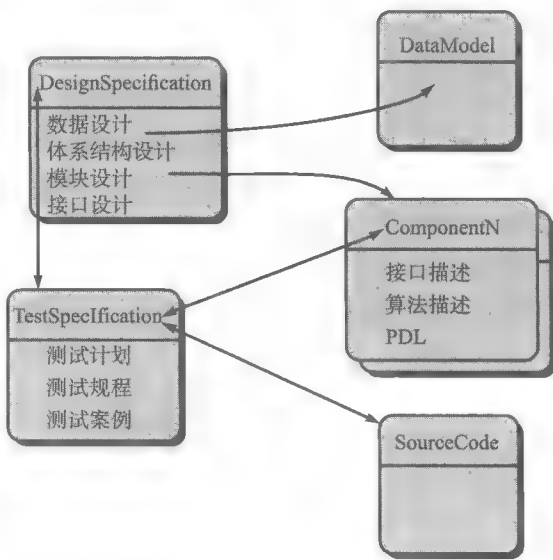 DataModel
DesignSpecification
数据设计
体系结构设计
模块设计
接口设计
ComponentN
接口描述
算法描述
PDL
TestSpecIfication
测试计划
测试规程
测试案例
SourceCode